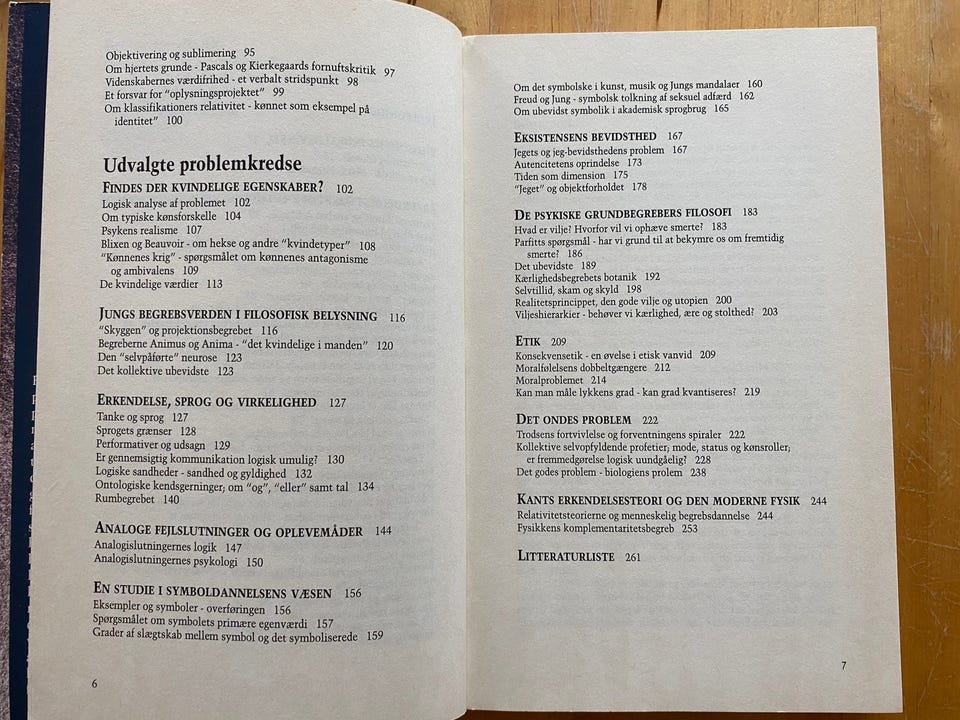 Objektivering og sublimering 95
Om hjertets grunde - Pascals og Kierkegaards fornuftskritik 97
Videnskabernes værdifrihed - et verbalt stridspunkt 98
Et forsvar for "oplysningsprojektet" 99
Om klassifikationers relativitet - kønnet som eksempel på
identitet" 100
Udvalgte problemkredse
FINDES DER KVINDELIGE EGENSKABER? 102
Logisk analyse af problemet 102
Om typiske kønsforskelle 104
Psykens realisme 107
Blixen og Beauvoir - om hekse og andre "kvindetyper" 108
"Kønnenes krig" - spørgsmålet om kønnenes antagonisme
og ambivalens 109
De kvindelige værdier 113
JUNGS BEGREBSVERDEN I FILOSOFISK BELYSNING 116
"Skyggen" og projektionsbegrebet 116
Begreberne Animus og Anima - "det kvindelige i manden" 120
Den "selvpåførte" neurose 123
Det kollektive ubevidste 123
ERKENDELSE, SPROG OG VIRKELIGHED 127
Tanke og sprog 127
Sprogets grænser 128
Performativer og udsagn 129
Er gennemsigtig kommunikation logisk umulig? 130
Logiske sandheder - sandhed og gyldighed 132
Ontologiske kendsgerninger; om "og", "eller" samt tal 134
Rumbegrebet 140
ANALOGE FEJLSLUTNINGER OG OPLEVEMÅDER 144
Analogislutningernes logik 147
Analogislutningernes psykologi 150
EN STUDIE I SYMBOLDANNELSENS VÆSEN 156
Eksempler og symboler - overføringen 156
Spørgsmålet om symbolets primære egenværdi 157
Grader af slægtskab mellem symbol og det symboliserede 159
6
Om det symbolske i kunst, musik og Jungs mandalaer 160
Freud og Jung - symbolsk tolkning af seksuel adfærd 162
Om ubevidst symbolik i akademisk sprogbrug 165
EKSISTENSENS BEVIDSTHED 167
Jegets og jeg-bevidsthedens problem 167
Autencitetens oprindelse 173
Tiden som dimension 175
"Jeget" og objektforholdet 178
DE PSYKISKE GRUNDBEGREBERS FILOSOFI 183
Hvad er vilje? Hvorfor vil vi ophæve smerte? 183
Parfitts spørgsmål - har vi grund til at bekymre os om fremtidig
smerte? 186
Det ubevidste 189
Kærlighedsbegrebets botanik 192
Selvtillid, skam og skyld 198
Realitetsprincippet, den gode vilje og utopien 200
Viljeshierarkier - behøver vi kærlighed, ære og stolthed? 203
ETIK 209
Konsekvensetik - en øvelse i etisk vanvid 209
Moralfølelsens dobbeltgængere 212
Moralproblemet 214
Kan man måle lykkens grad - kan grad kvantiseres? 219
DET ONDES PROBLEM 222
Trodsens fortvivlelse og forventningens spiraler 222
Kollektive selvopfyldende profetier; mode, status og kønsroller;
er fremmedgørelse logisk uundgåelig? 228
Det godes problem - biologiens prolem 238
KANTS ERKENDELSESTEORI OG DEN MODERNE FYSIK 244
Relativitetsteorierne og menneskelig begrebsdannelse 244
Fysikkens komplementaritetsbegreb 253
LITTERATURLISTE 261
7